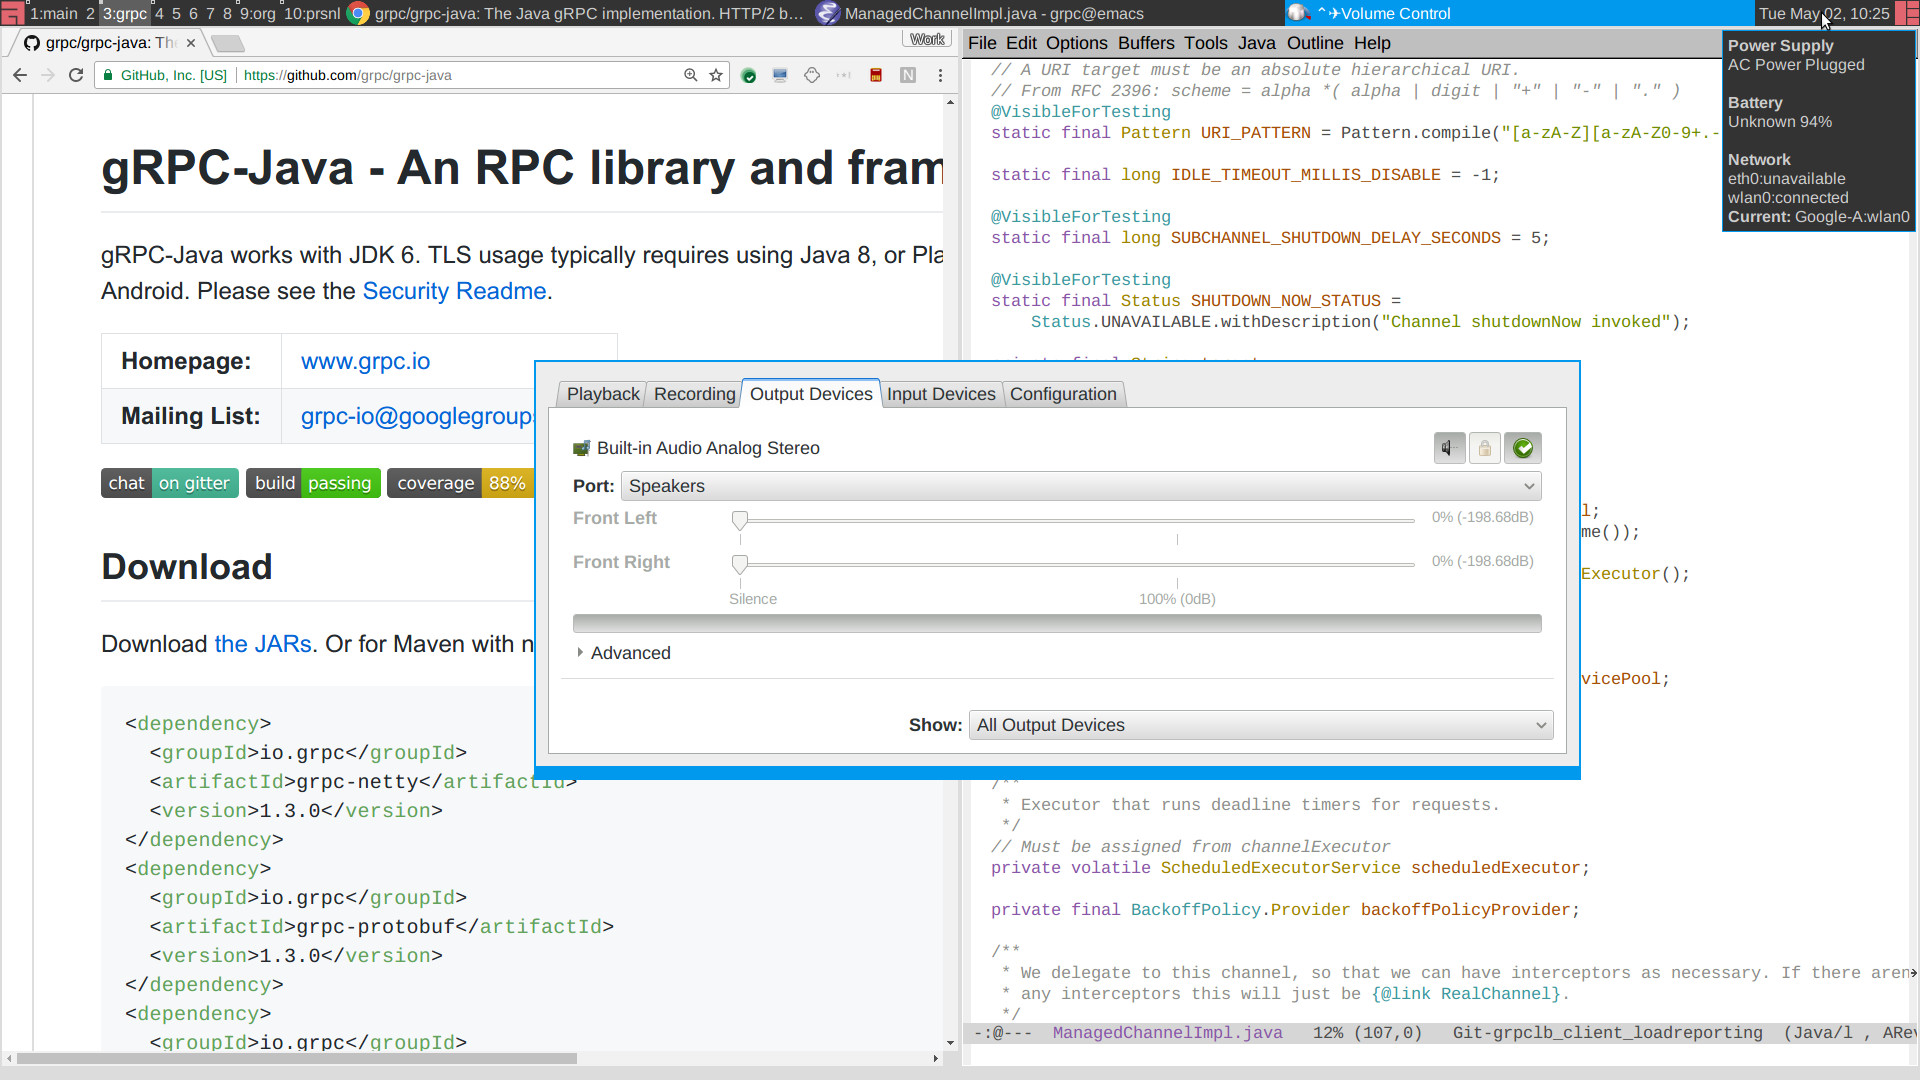 1:main 2 3:grpc 4 5 6 7 8 9:org 10:prsnl grpc/grpc-java: The Java gRPC implementation. HTTP/2 b... ManagedChannelImpl.java - grpc@emacs ^✈Volume Control Tue May 02, 10:25
grpc/grpc-java: Th ×
Work
GitHub, Inc. [US] https://github.com/grpc/grpc-java
N
gRPC-Java - An RPC library and fram
gRPC-Java works with JDK 6. TLS usage typically requires using Java 8, or Pla
Android. Please see the Security Readme.
Homepage: www.grpc.io
Mailing List: grpc-io@googlegroups
chat on gitter build passing coverage 88%
Download
Download the JARs. Or for Maven with n
<dependency>
<groupId>io.grpc</groupId>
<artifactId>grpc-netty</artifactId>
<version>1.3.0</version>
</dependency>
<dependency>
<groupId>io.grpc</groupId>
<artifactId>grpc-protobuf</artifactId>
<version>1.3.0</version>
</dependency>
<dependency>
<groupId>io.grpc</groupId>
File Edit Options Buffers Tools Java Outline Help
// A URI target must be an absolute hierarchical URI.
// From RFC 2396: scheme = alpha *( alpha | digit | "+" | "-" | "." )
@VisibleForTesting
static final Pattern URI_PATTERN = Pattern.compile("[a-zA-Z][a-zA-Z0-9+.-
static final long IDLE_TIMEOUT_MILLIS_DISABLE = -1;
@VisibleForTesting
static final long SUBCHANNEL_SHUTDOWN_DELAY_SECONDS = 5;
@VisibleForTesting
static final Status SHUTDOWN_NOW_STATUS =
Status.UNAVAILABLE.withDescription("Channel shutdownNow invoked");
l;
me());
Executor();
vicePool;
/**
* Executor that runs deadline timers for requests.
*/
// Must be assigned from channelExecutor
private volatile ScheduledExecutorService scheduledExecutor;
private final BackoffPolicy.Provider backoffPolicyProvider;
/**
* We delegate to this channel, so that we can have interceptors as necessary. If there aren
* any interceptors this will just be {@link RealChannel}.
*/
-:@--- ManagedChannelImpl.java 12% (107,0) Git-grpclb_client_loadreporting (Java/l , ARev
Power Supply
AC Power Plugged
Battery
Unknown 94%
Network
eth0:unavailable
wlan0:connected
Current: Google-A:wlan0
Playback Recording Output Devices Input Devices Configuration
Built-in Audio Analog Stereo
Port: Speakers
Front Left 0% (-198.68dB)
Front Right 0% (-198.68dB)
Silence 100% (0dB)
Advanced
Show: All Output Devices